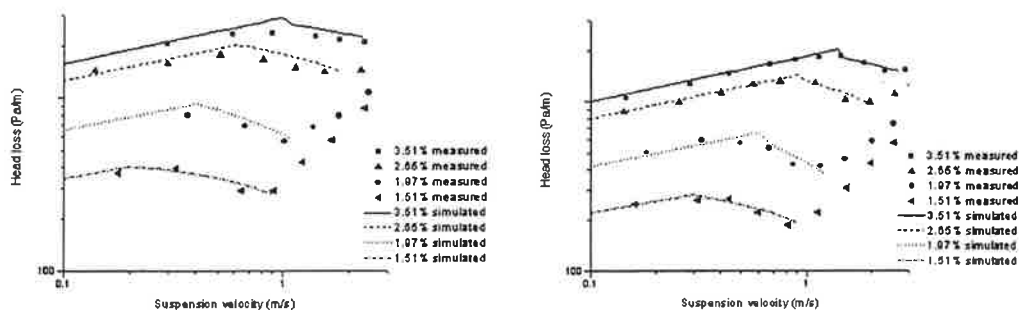 Head loss (Pa/m)
3.51% measured
2.66% measured
1.97% measured
1.51% measured
3.51% simulated
2.66% simulated
1.97% simulated
1.51% simulated
100
0.1
1
Suspension velocity (m/s)
Head loss (Pa/m)
3.51% measured
2.66% measured
1.97% measured
1.51% measured
3.51% simulated
2.65% simulated
1.97% simulated
1.51% simulated
100
0.1
1
Suspension velocity (m/s)